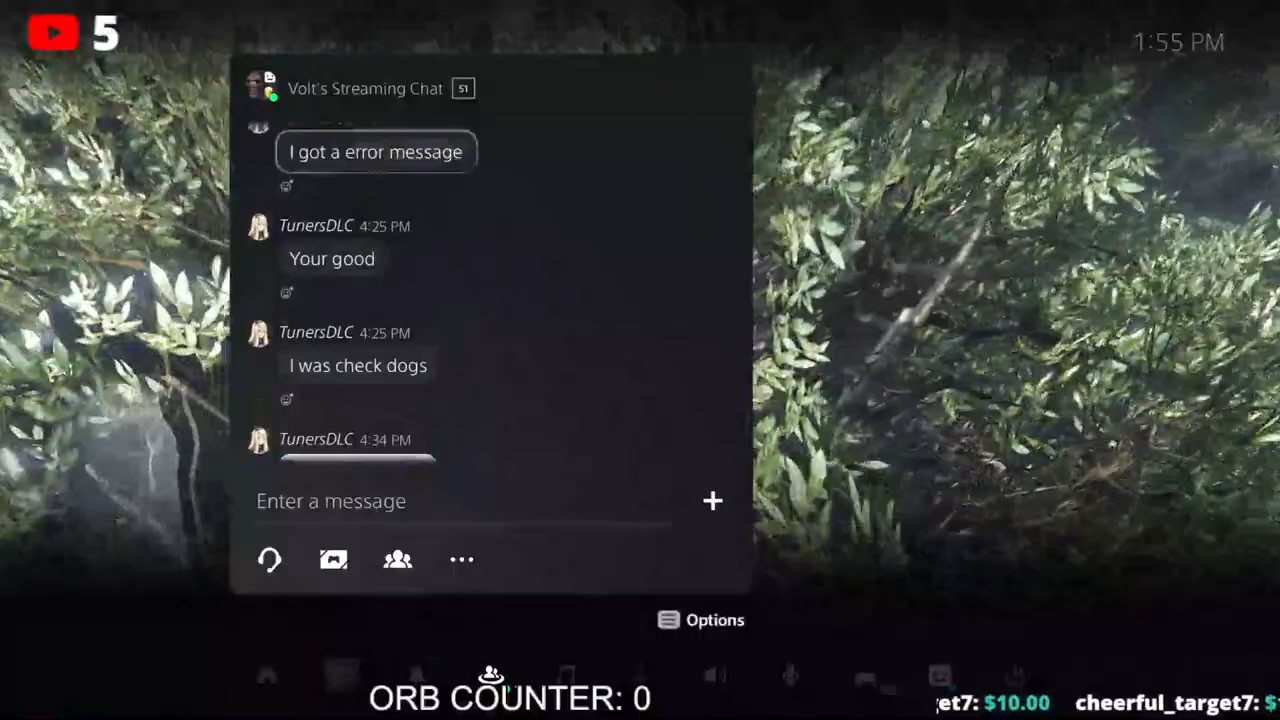 5
1:55 PM
Volt's Streaming Chat 51
I got a error message
TunersDLC 4:25 PM
Your good
TunersDLC 4:25 PM
I was check dogs
TunersDLC 4:34 PM
Enter a message
Options
ORB COUNTER: 0
et7: $10.00 cheerful_target7: $